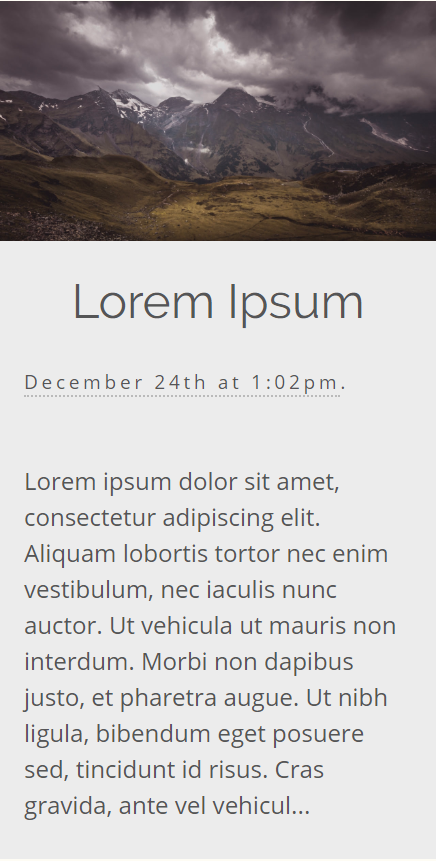 Lorem Ipsum
December 24th at 1:02pm.
Lorem ipsum dolor sit amet,
consectetur adipiscing elit.
Aliquam lobortis tortor nec enim
vestibulum, nec iaculis nunc
auctor. Ut vehicula ut mauris non
interdum. Morbi non dapibus
justo, et pharetra augue. Ut nibh
ligula, bibendum eget posuere
sed, tincidunt id risus. Cras
gravida, ante vel vehicul...